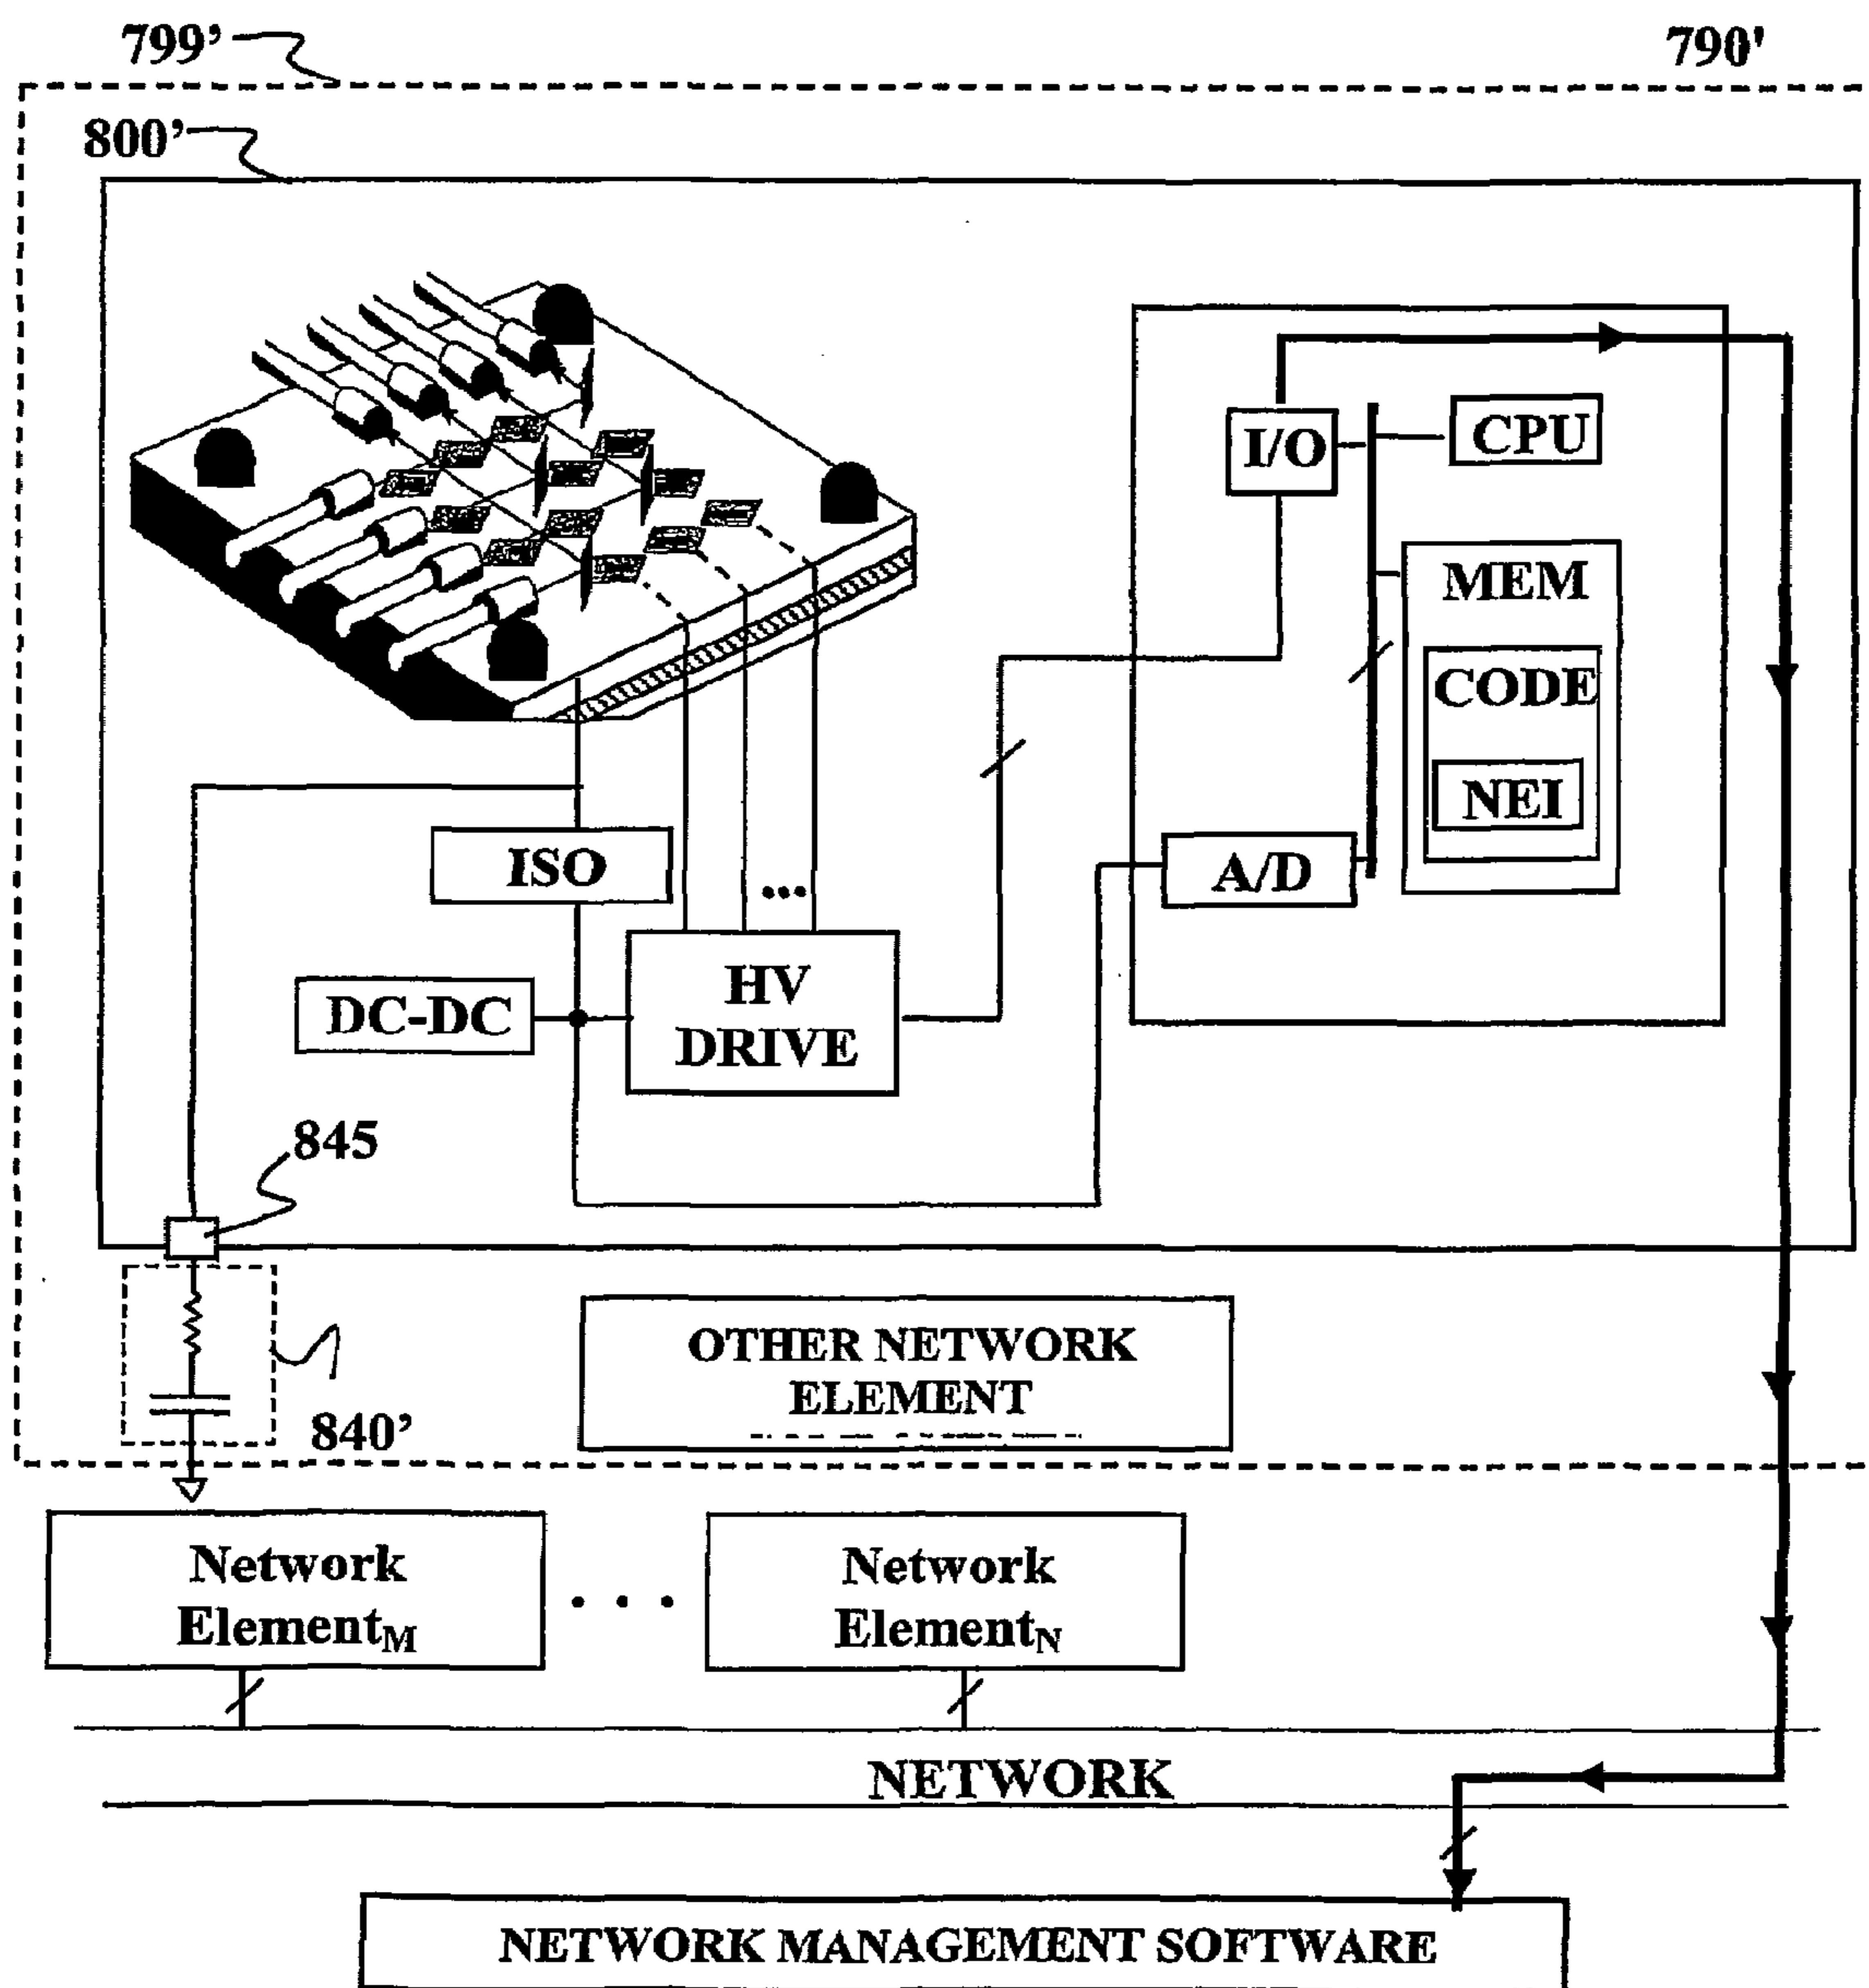 799’
790'
800’
I/O
CPU
MEM
CODE
NEI
A/D
ISO
...
HV
DRIVE
DC-DC
845
840’
OTHER NETWORK
ELEMENT
Network
ElementM
. . .
Network
ElementN
NETWORK
NETWORK MANAGEMENT SOFTWARE